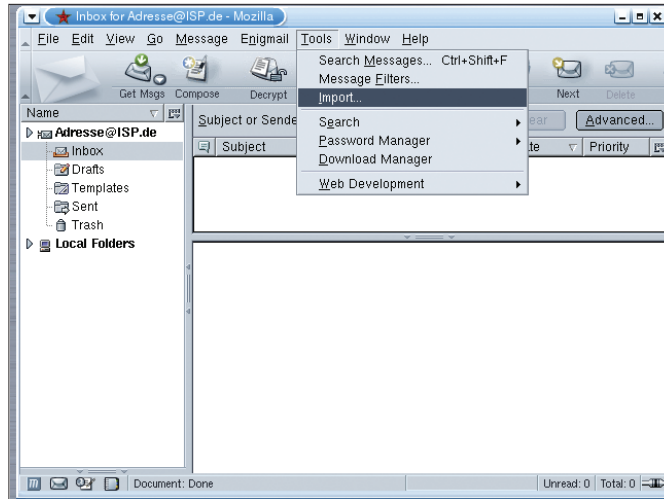 Inbox for Adresse@ISP.de - Mozilla
File Edit View Go Message Enigmail Tools Window Help
Get Msgs Compose Decrypt Next Delete
Search Messages... Ctrl+Shift+F
Message Filters...
Import...
Search
Password Manager
Download Manager
Web Development
Name
Adresse@ISP.de
Inbox
Drafts
Templates
Sent
Trash
Local Folders
Subject or Sende ear Advanced...
Subject te Priority
Document: Done Unread: 0 Total: 0